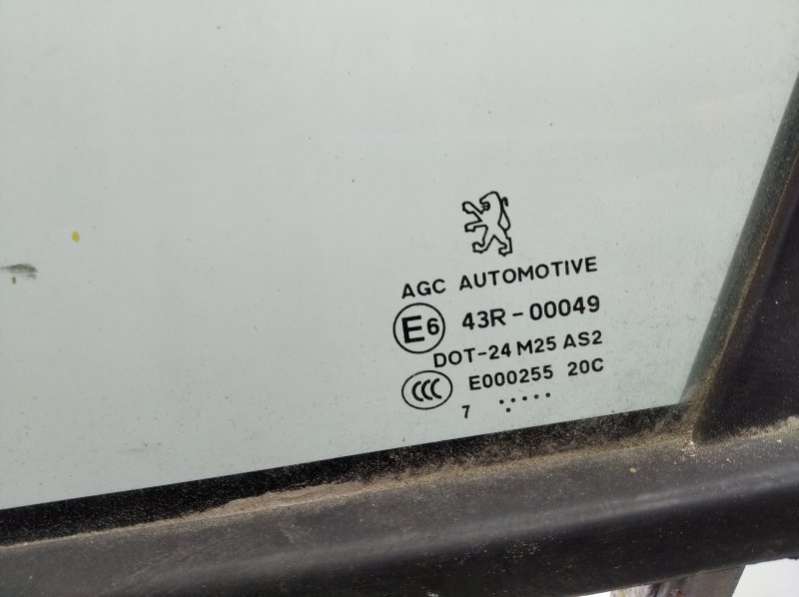 AGC AUTOMOTIVE
E6 43R-00049
DOT-24 M25 AS2
CCC E000255 20C
7 .:....